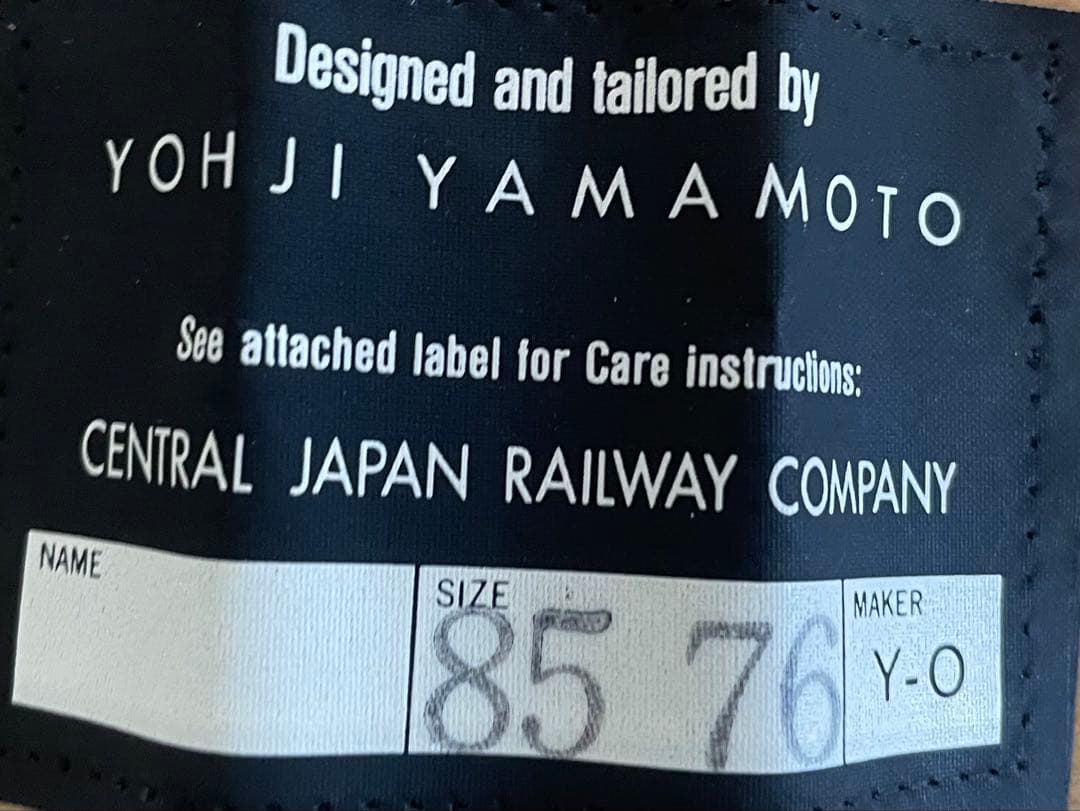 Designed and tailored by
YOHJI YAMAMOTO
See attached label for Care instructions:
CENTRAL JAPAN RAILWAY COMPANY
NAME
SIZE
85 76
MAKER
Y-O